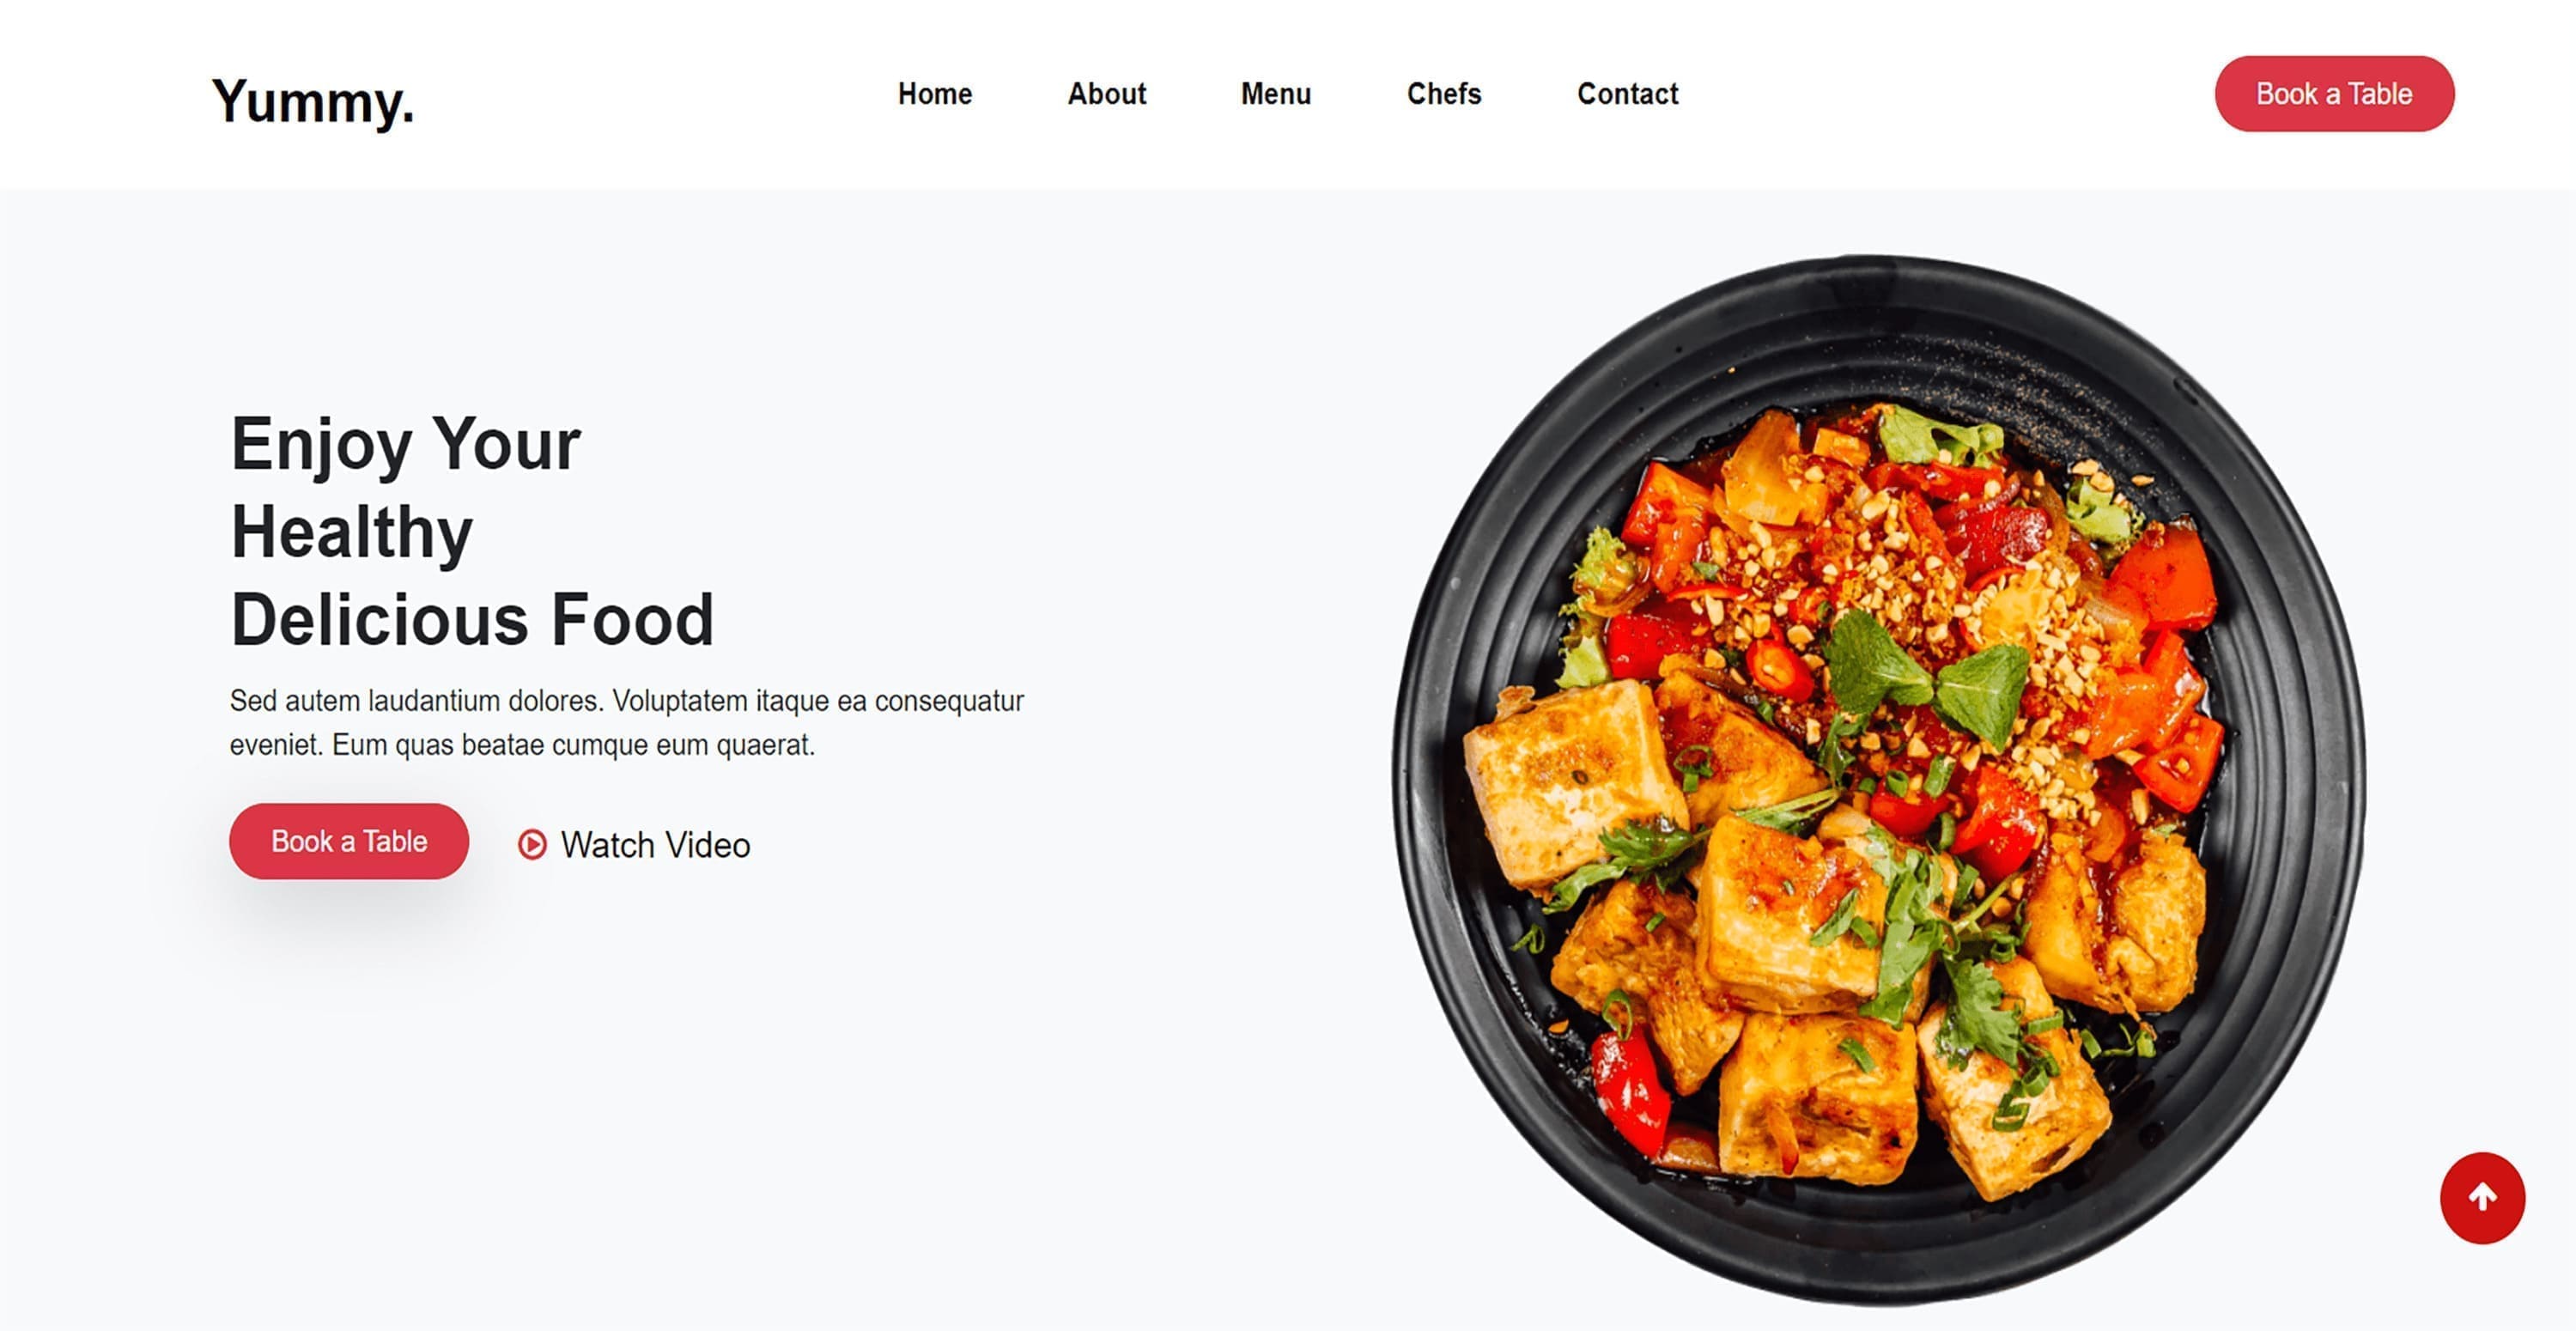 Yummy.
Home About Menu Chefs Contact
Book a Table
Enjoy Your
Healthy
Delicious Food
Sed autem laudantium dolores. Voluptatem itaque ea consequatur
eveniet. Eum quas beatae cumque eum quaerat.
Book a Table
Watch Video